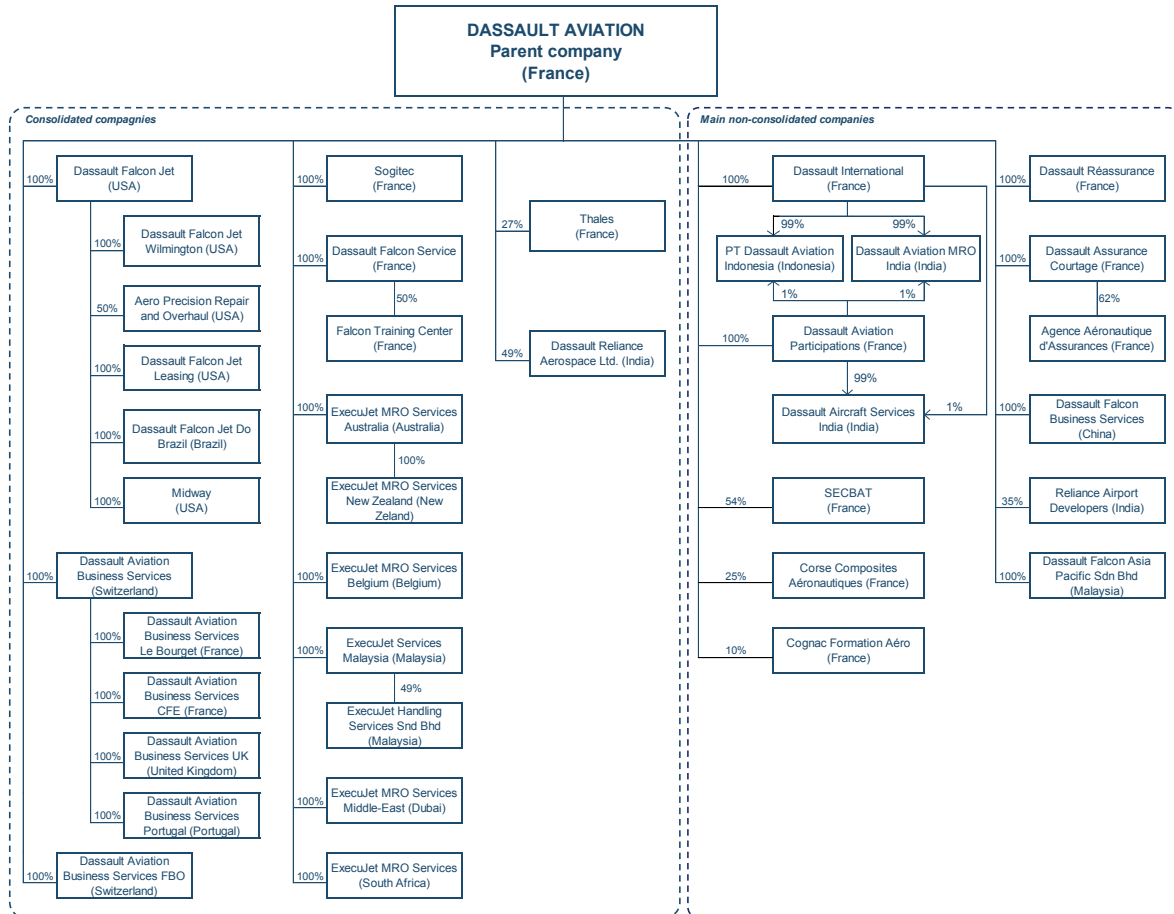 DASSAULT AVIATION
Parent company
(France)
Consolidated compagnies
100%
Dassault Falcon Jet
(USA)
100%
Dassault Falcon Jet
Wilmington (USA)
50%
Aero Precision Repair
and Overhaul (USA)
100%
Dassault Falcon Jet
Leasing (USA)
100%
Dassault Falcon Jet Do
Brazil (Brazil)
100%
Midway
(USA)
100%
Dassault Aviation
Business Services
(Switzerland)
100%
Dassault Aviation
Business Services
Le Bourget (France)
100%
Dassault Aviation
Business Services
CFE (France)
100%
Dassault Aviation
Business Services UK
(United Kingdom)
100%
Dassault Aviation
Business Services
Portugal (Portugal)
100%
Dassault Aviation
Business Services FBO
(Switzerland)
100%
Sogitec
(France)
100%
Dassault Falcon Service
(France)
50%
Falcon Training Center
(France)
100%
ExecuJet MRO Services
Australia (Australia)
100%
ExecuJet MRO Services
New Zealand (New
Zeland)
100%
ExecuJet MRO Services
Belgium (Belgium)
100%
ExecuJet Services
Malaysia (Malaysia)
49%
ExecuJet Handling
Services Snd Bhd
(Malaysia)
100%
ExecuJet MRO Services
Middle-East (Dubai)
100%
ExecuJet MRO Services
(South Africa)
27%
Thales
(France)
49%
Dassault Reliance
Aerospace Ltd. (India)
Main non-consolidated companies
100%
Dassault International
(France)
99%
99%
PT Dassault Aviation
Indonesia (Indonesia)
Dassault Aviation MRO
India (India)
1%
1%
100%
Dassault Aviation
Participations (France)
99%
Dassault Aircraft Services
India (India)
1%
54%
SECBAT
(France)
25%
Corse Composites
Aéronautiques (France)
10%
Cognac Formation Aéro
(France)
100%
Dassault Réassurance
(France)
100%
Dassault Assurance
Courtage (France)
62%
Agence Aéronautique
d'Assurances (France)
100%
Dassault Falcon
Business Services
(China)
35%
Reliance Airport
Developers (India)
100%
Dassault Falcon Asia
Pacific Sdn Bhd
(Malaysia)